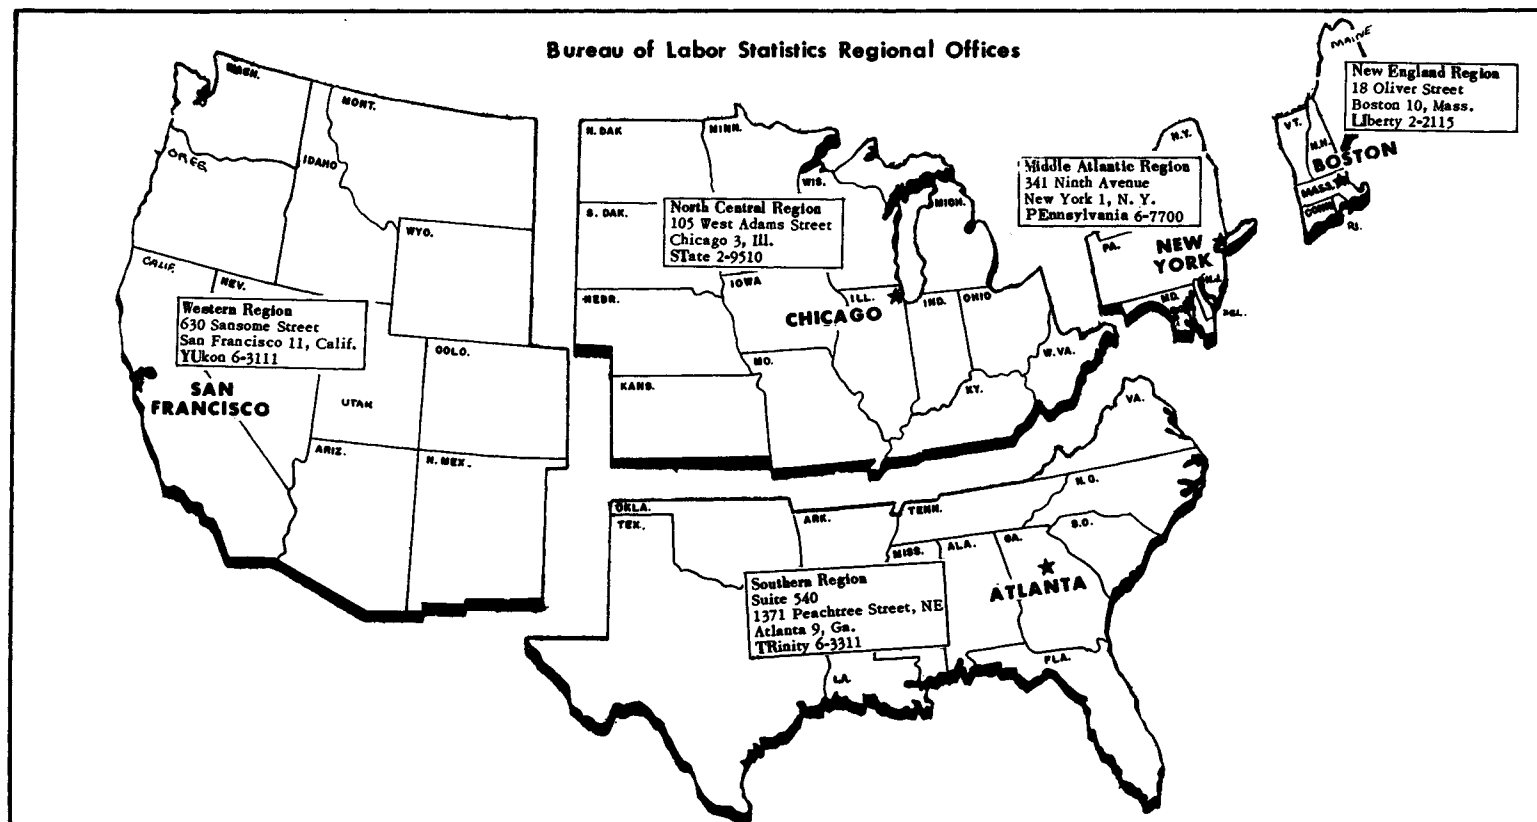 Bureau of Labor Statistics Regional Offices
MAINE
New England Region
18 Oliver Street
Boston 10, Mass.
LIberty 2-2115
VT.
N.H.
BOSTON
MASS.
CONN.
R.I.
N.Y.
Middle Atlantic Region
341 Ninth Avenue
New York 1, N. Y.
PEnnsylvania 6-7700
PA.
NEW
YORK
N.J.
MD.
DEL.
WASH.
MONT.
OREG.
IDAHO
WYO.
CALIF.
NEV.
Western Region
630 Sansome Street
San Francisco 11, Calif.
YUkon 6-3111
SAN
FRANCISCO
UTAH
COLO.
ARIZ.
N. MEX.
N. DAK
MINN.
WIS.
S. DAK.
MICH.
North Central Region
105 West Adams Street
Chicago 3, Ill.
STate 2-9510
IOWA
NEBR.
ILL.
IND.
OHIO
CHICAGO
MO.
KANS.
KY.
W. VA.
VA.
OKLA.
TEX.
ARK.
TENN.
N. C.
S.C.
MISS.
ALA.
GA.
ATLANTA
Southern Region
Suite 540
1371 Peachtree Street, NE
Atlanta 9, Ga.
TRinity 6-3311
LA.
FLA.